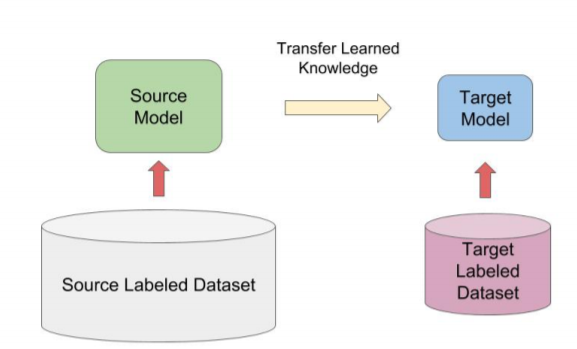 Transfer Learned
Knowledge
Source
Model
Target
Model
Source Labeled Dataset
Target
Labeled
Dataset